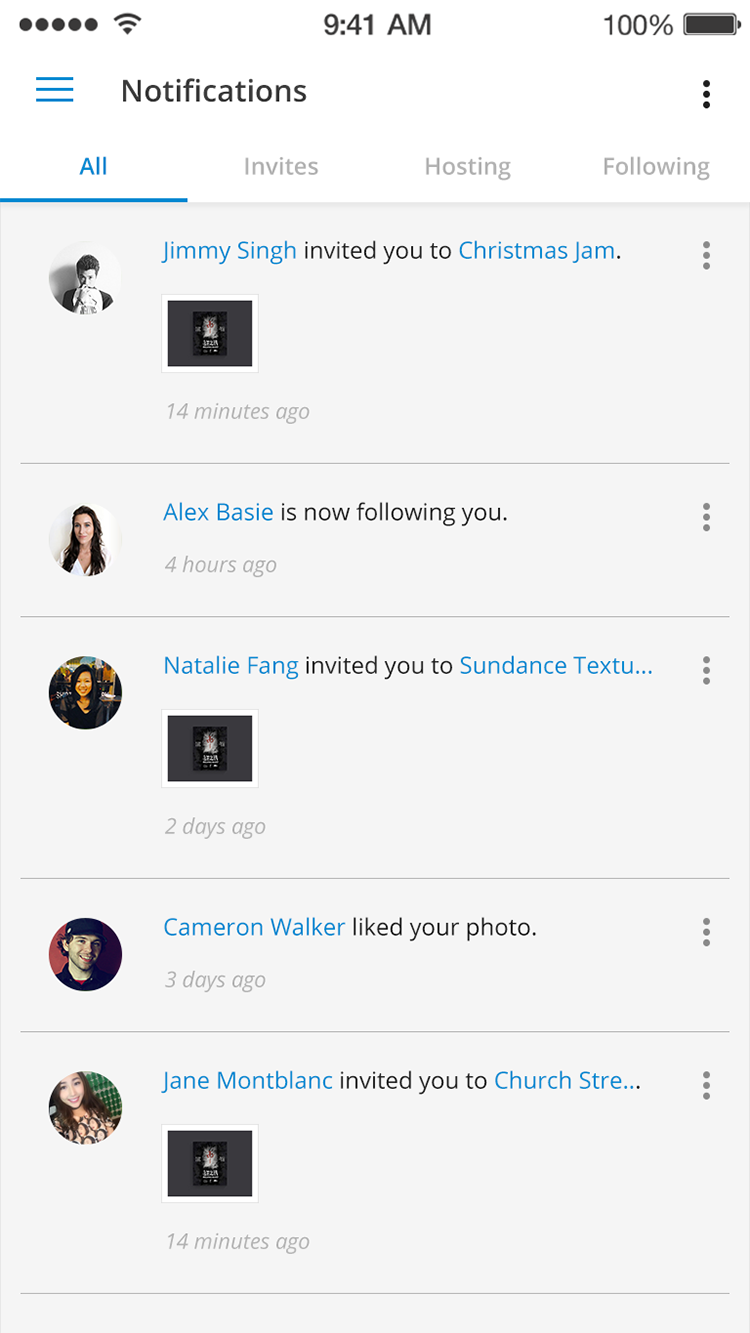 9:41 AM 100%
Notifications
All Invites Hosting Following
Jimmy Singh invited you to Christmas Jam.
14 minutes ago
Alex Basie is now following you.
4 hours ago
Natalie Fang invited you to Sundance Textu...
2 days ago
Cameron Walker liked your photo.
3 days ago
Jane Montblanc invited you to Church Stre...
14 minutes ago